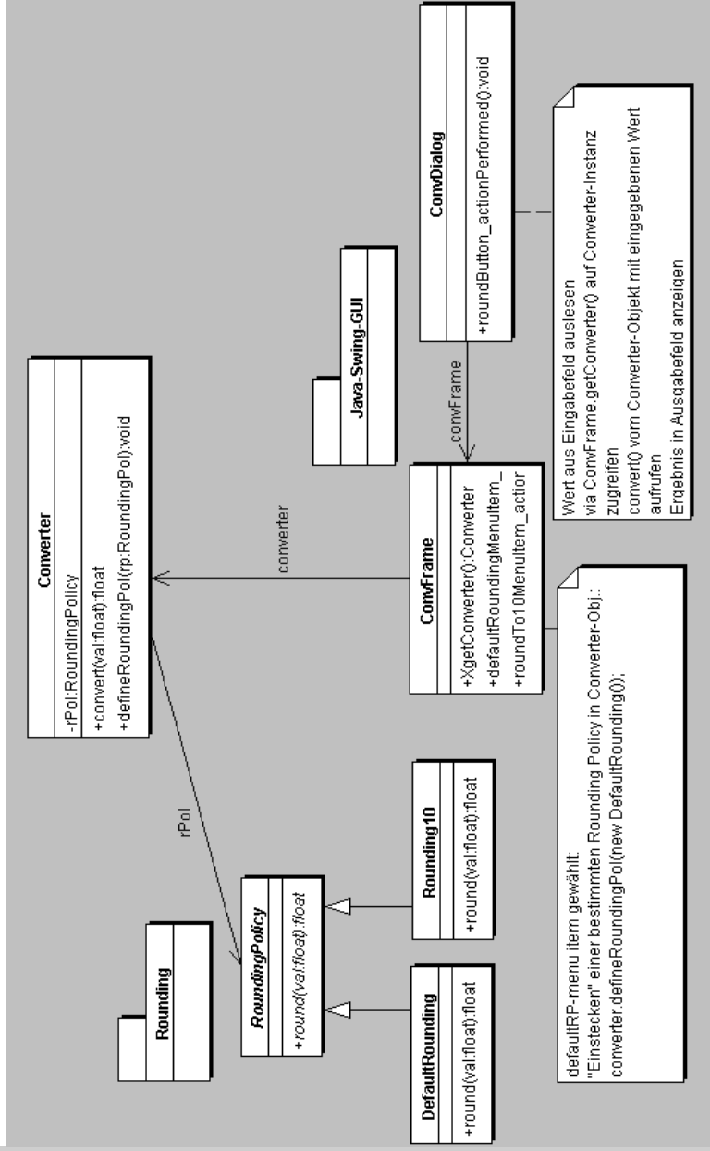 Converter
-rPol:RoundingPolicy
+convert(val:float):float
+defineRoundingPol(rp:RoundingPol):void
rPol
converter
Rounding
RoundingPolicy
+round(val:float):float
DefaultRounding
+round(val:float):float
Rounding10
+round(val:float):float
Java-Swing-GUI
ConvFrame
+XgetConverter():Converter
+defaultRoundingMenuItem_
+roundTo10MenuItem_action
convFrame
ConvDialog
+roundButton_actionPerformed():void
defaultRP-menu item gewählt:
"Einstecken" einer bestimmten Rounding Policy in Converter-Obj.:
converter.defineRoundingPol(new DefaultRounding());
Wert aus Eingabefeld auslesen
via ConvFrame.getConverter() auf Converter-Instanz
zugreifen
convert() vom Converter-Objekt mit eingegebenen Wert
aufrufen
Ergebnis in Ausgabefeld anzeigen